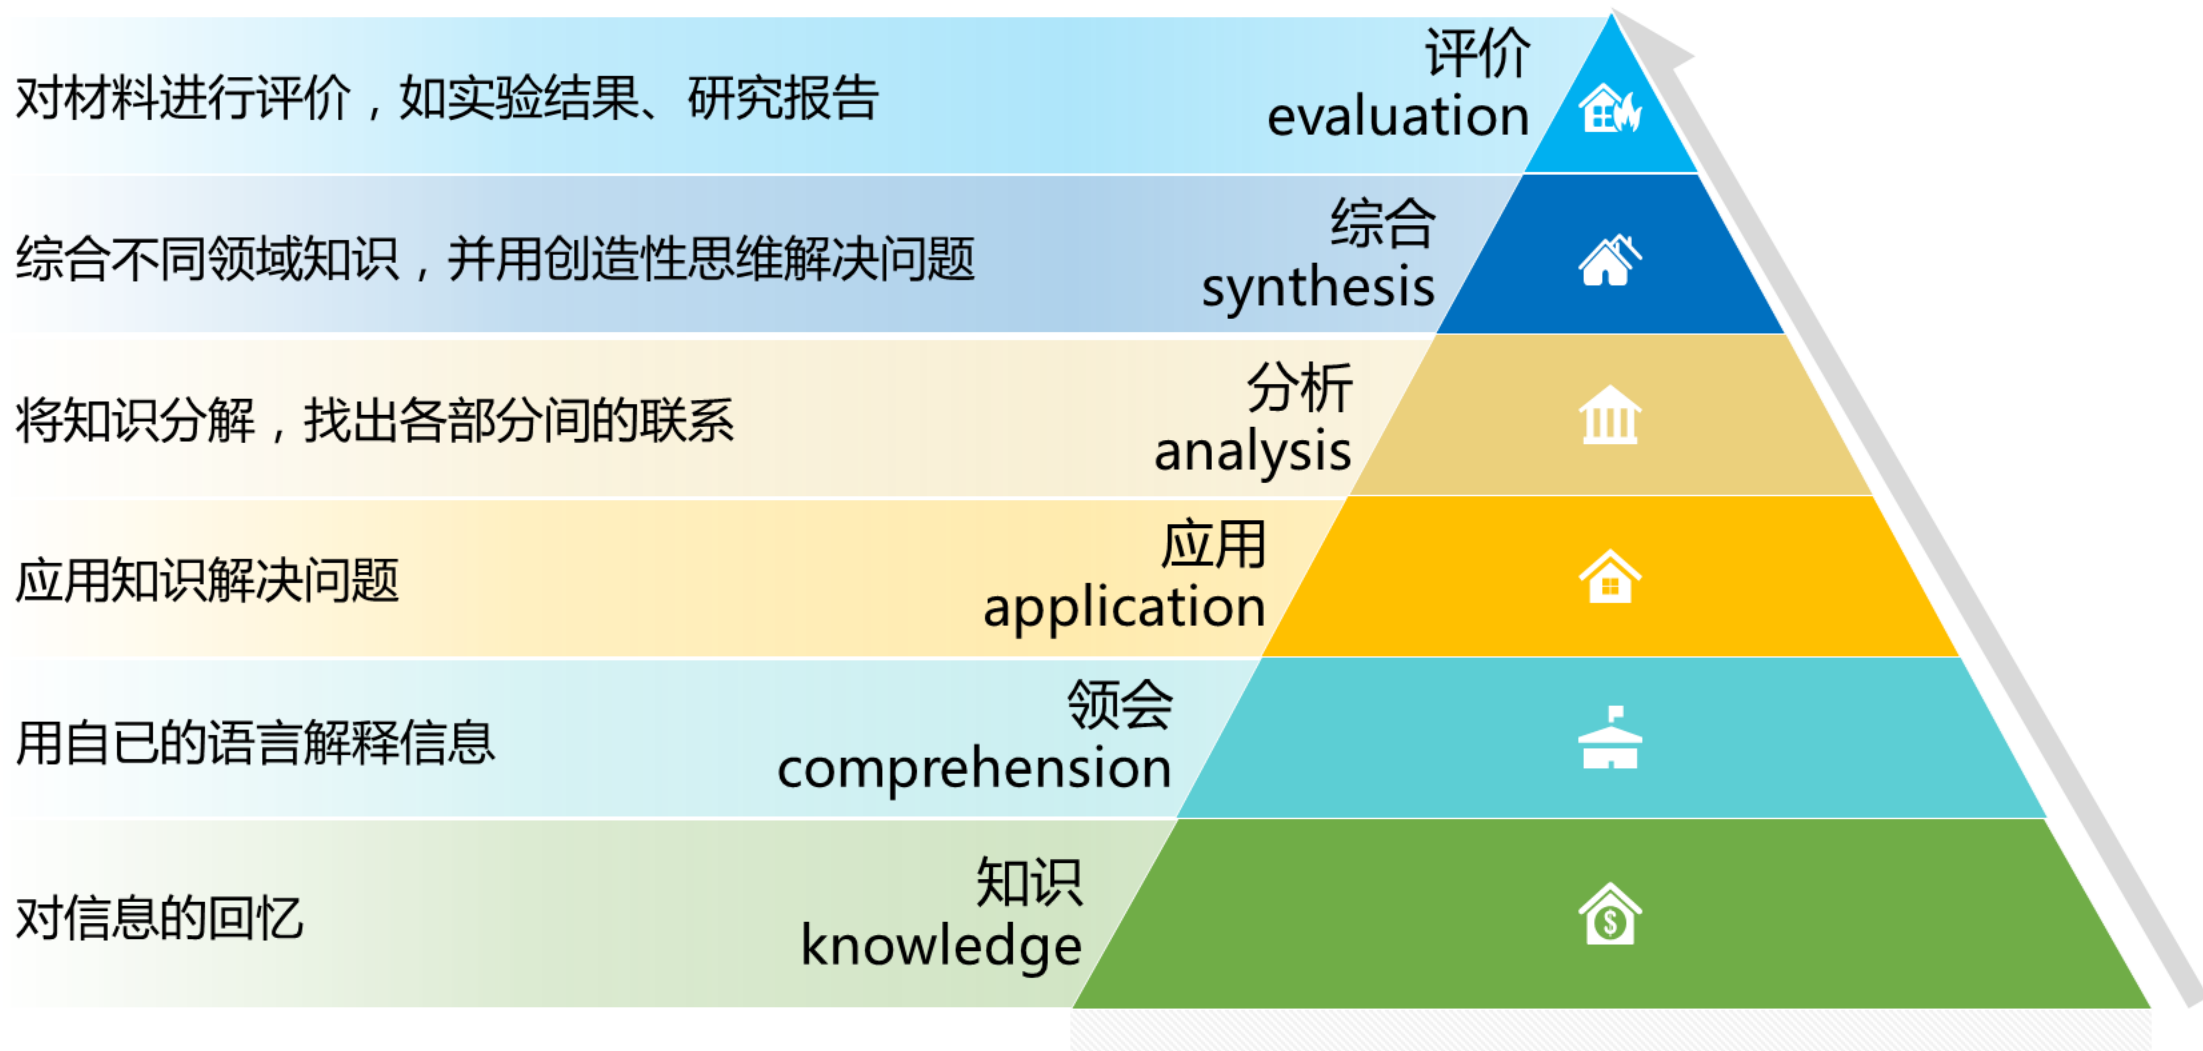 评价
evaluation
对材料进行评价，如实验结果、研究报告
综合
synthesis
综合不同领域知识，并用创造性思维解决问题
分析
analysis
将知识分解，找出各部分间的联系
应用
application
应用知识解决问题
领会
comprehension
用自已的语言解释信息
知识
knowledge
对信息的回忆
$